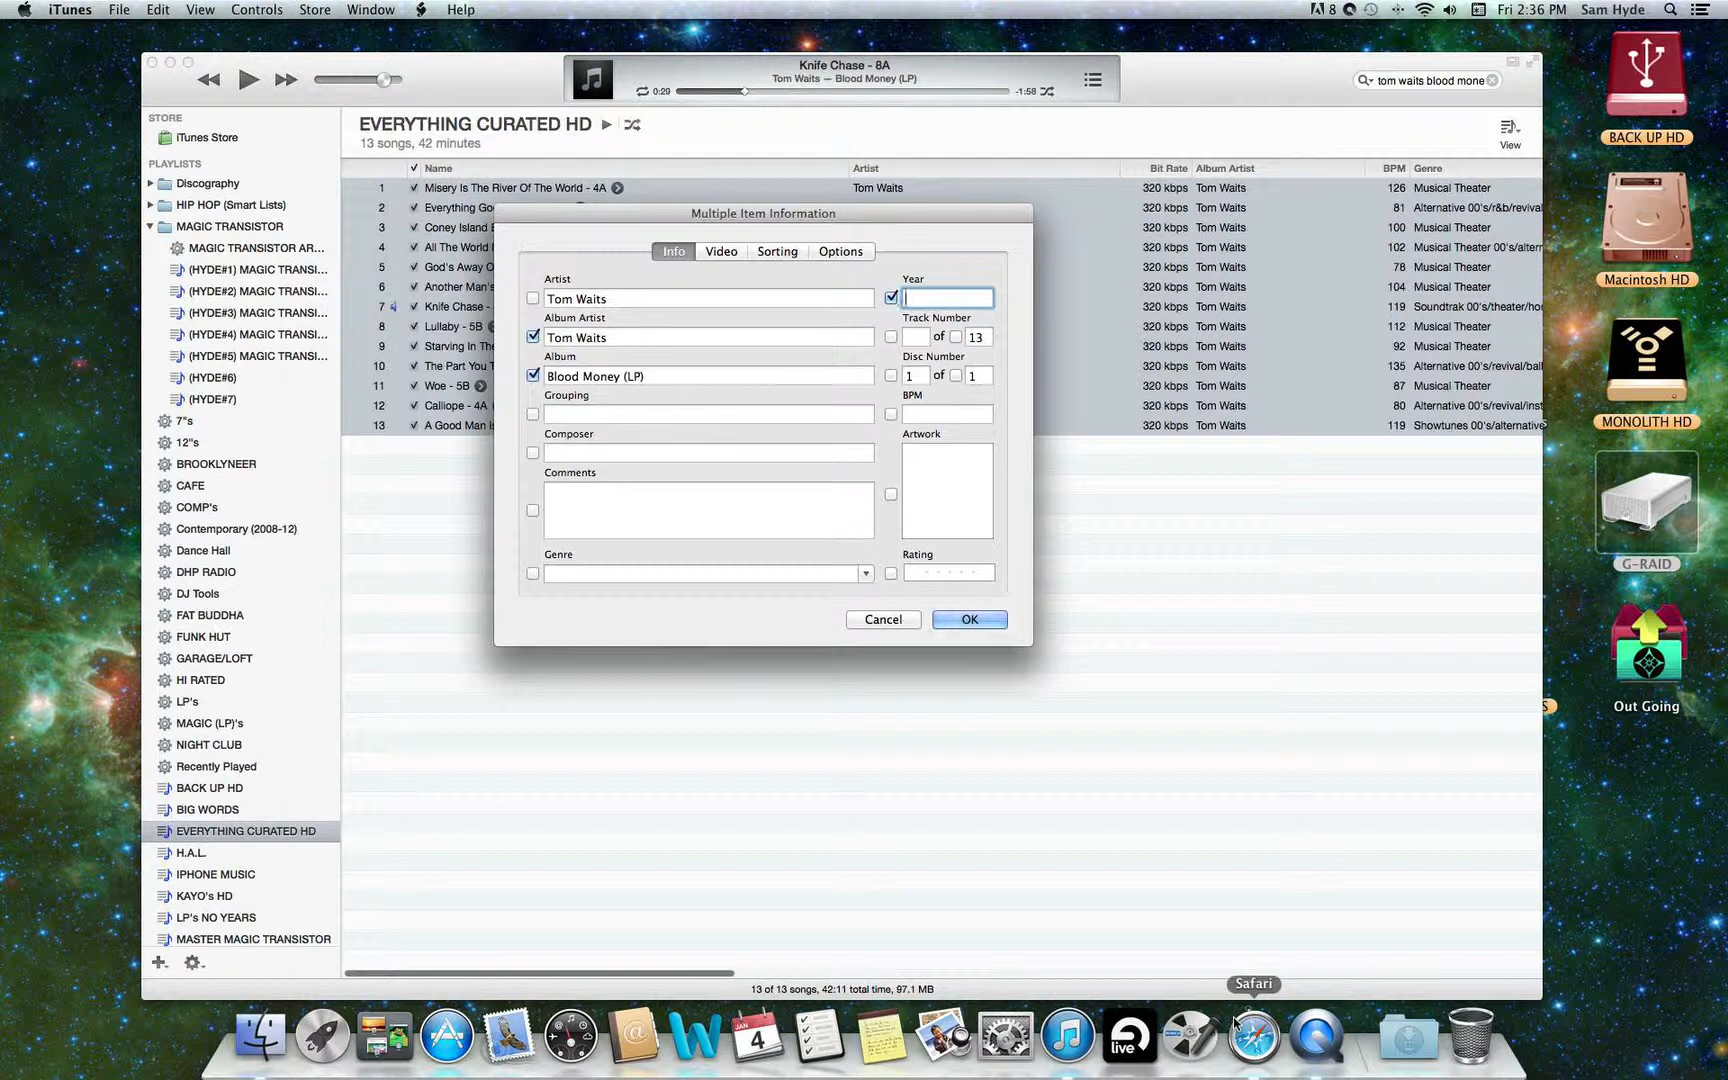 iTunes File Edit View Controls Store Window Help
8 Fri 2:36 PM Sam Hyde
Knife Chase - 8A
Tom Waits — Blood Money (LP)
0:29 -1:58
tom waits blood mone
STORE
iTunes Store
PLAYLISTS
Discography
HIP HOP (Smart Lists)
MAGIC TRANSISTOR
MAGIC TRANSISTOR AR...
(HYDE#1) MAGIC TRANSI...
(HYDE#2) MAGIC TRANSI...
(HYDE#3) MAGIC TRANSI...
(HYDE#4) MAGIC TRANSI...
(HYDE#5) MAGIC TRANSI...
(HYDE#6)
(HYDE#7)
7"s
12"s
BROOKLYNEER
CAFE
COMP's
Contemporary (2008-12)
Dance Hall
DHP RADIO
DJ Tools
FAT BUDDHA
FUNK HUT
GARAGE/LOFT
HI RATED
LP's
MAGIC (LP)'s
NIGHT CLUB
Recently Played
BACK UP HD
BIG WORDS
EVERYTHING CURATED HD
H.A.L.
IPHONE MUSIC
KAYO's HD
LP's NO YEARS
MASTER MAGIC TRANSISTOR
EVERYTHING CURATED HD
13 songs, 42 minutes
View
Name Artist Bit Rate Album Artist BPM Genre
1 Misery Is The River Of The World - 4A Tom Waits 320 kbps Tom Waits 126 Musical Theater
2 Everything Go 320 kbps Tom Waits 81 Alternative 00's/r&b/revival
3 Coney Island 320 kbps Tom Waits 100 Musical Theater
4 All The World 320 kbps Tom Waits 102 Musical Theater 00's/altern
5 God's Away O 320 kbps Tom Waits 78 Musical Theater
6 Another Man's 320 kbps Tom Waits 104 Musical Theater
7 Knife Chase - 320 kbps Tom Waits 119 Soundtrak 00's/theater/hor
8 Lullaby - 5B 320 kbps Tom Waits 112 Musical Theater
9 Starving In The 320 kbps Tom Waits 92 Musical Theater
10 The Part You T 320 kbps Tom Waits 135 Alternative 00's/revival/blu
11 Woe - 5B 320 kbps Tom Waits 87 Musical Theater
12 Calliope - 4A 320 kbps Tom Waits 80 Alternative 00's/revival/inst
13 A Good Man Is 320 kbps Tom Waits 119 Showtunes 00's/alternative
Multiple Item Information
Info Video Sorting Options
Artist
Tom Waits
Year
Album Artist
Tom Waits
Track Number
of 13
Album
Blood Money (LP)
Disc Number
1 of 1
Grouping
BPM
Composer
Artwork
Comments
Genre
Rating
Cancel OK
13 of 13 songs, 42:11 total time, 97.1 MB
BACK UP HD
Macintosh HD
MONOLITH HD
G-RAID
S
Out Going
Safari
JAN
4
live